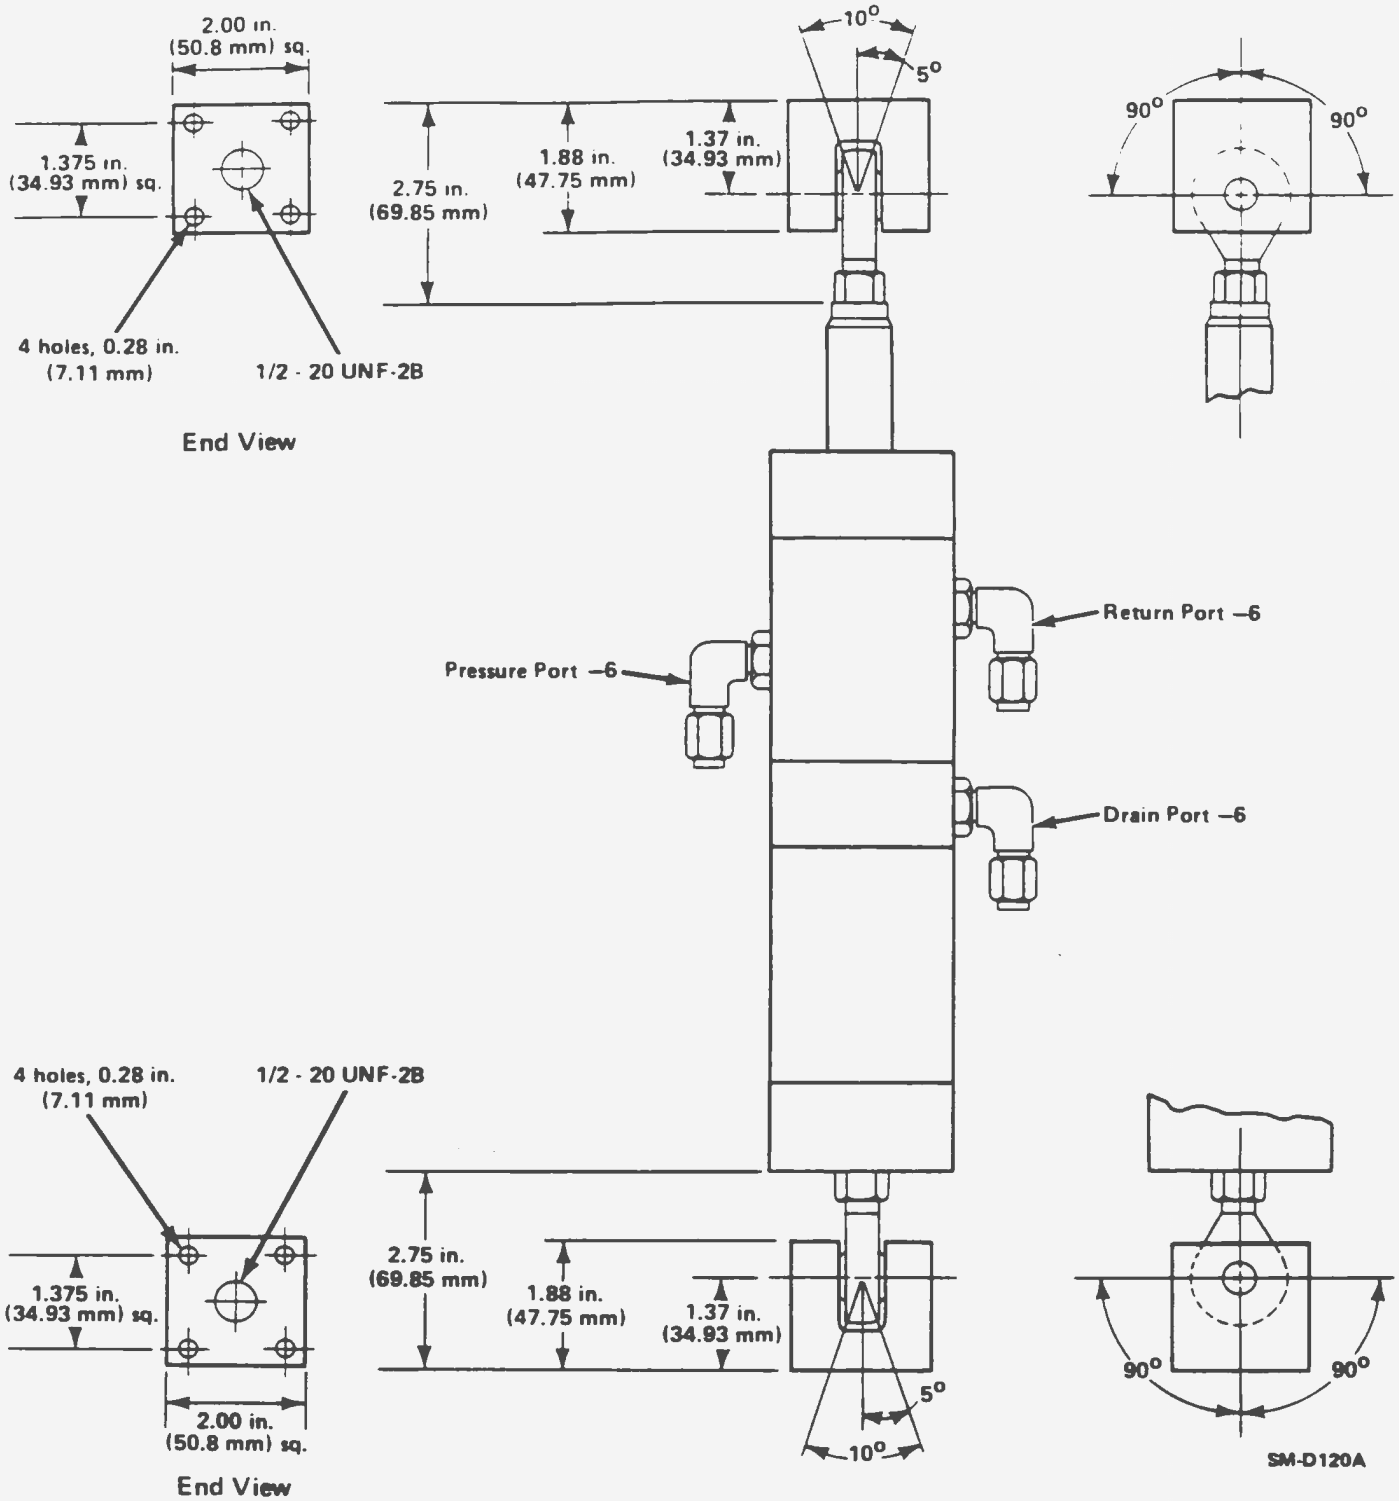 2.00 in.
(50.8 mm) sq.
10°
5°
90°
90°
1.375 in.
(34.93 mm) sq.
2.75 in.
(69.85 mm)
1.88 in.
(47.75 mm)
1.37 in.
(34.93 mm)
4 holes, 0.28 in.
(7.11 mm)
1/2 - 20 UNF-2B
End View
Return Port –6
Pressure Port –6
Drain Port –6
4 holes, 0.28 in.
(7.11 mm)
1/2 - 20 UNF-2B
1.375 in.
(34.93 mm) sq.
2.75 in.
(69.85 mm)
1.88 in.
(47.75 mm)
1.37 in.
(34.93 mm)
90°
90°
5°
10°
2.00 in.
(50.8 mm) sq.
End View
SM-D120A